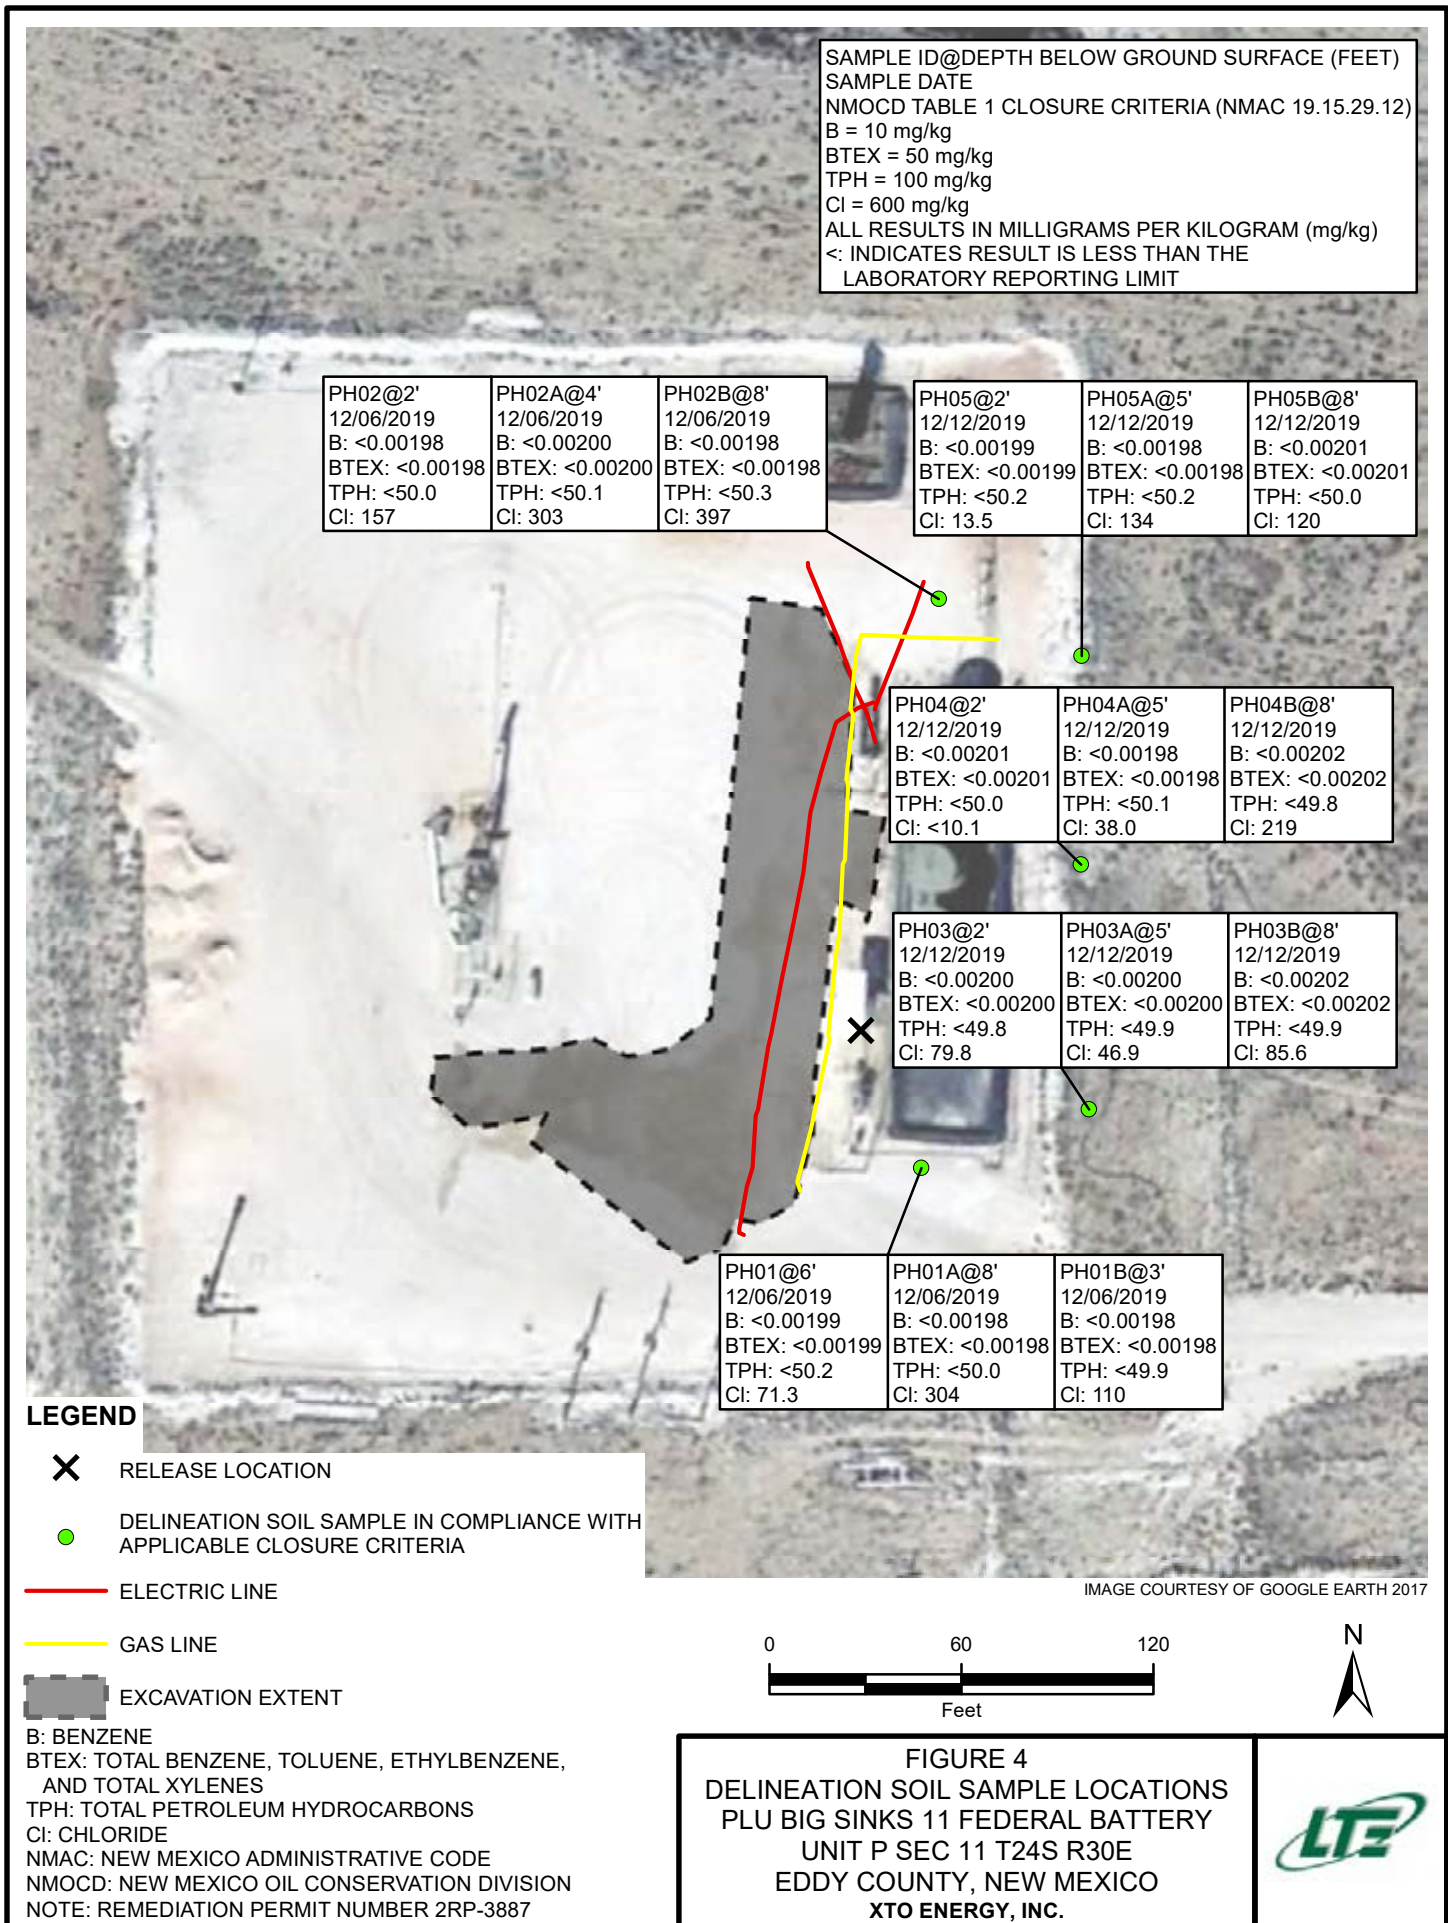 SAMPLE ID@DEPTH BELOW GROUND SURFACE (FEET)
SAMPLE DATE
NMOCD TABLE 1 CLOSURE CRITERIA (NMAC 19.15.29.12)
B = 10 mg/kg
BTEX = 50 mg/kg
TPH = 100 mg/kg
Cl = 600 mg/kg
ALL RESULTS IN MILLIGRAMS PER KILOGRAM (mg/kg)
<: INDICATES RESULT IS LESS THAN THE
LABORATORY REPORTING LIMIT
PH02@2'
12/06/2019
B: <0.00198
BTEX: <0.00198
TPH: <50.0
Cl: 157
PH02A@4'
12/06/2019
B: <0.00200
BTEX: <0.00200
TPH: <50.1
Cl: 303
PH02B@8'
12/06/2019
B: <0.00198
BTEX: <0.00198
TPH: <50.3
Cl: 397
PH05@2'
12/12/2019
B: <0.00199
BTEX: <0.00199
TPH: <50.2
Cl: 13.5
PH05A@5'
12/12/2019
B: <0.00198
BTEX: <0.00198
TPH: <50.2
Cl: 134
PH05B@8'
12/12/2019
B: <0.00201
BTEX: <0.00201
TPH: <50.0
Cl: 120
PH04@2'
12/12/2019
B: <0.00201
BTEX: <0.00201
TPH: <50.0
Cl: <10.1
PH04A@5'
12/12/2019
B: <0.00198
BTEX: <0.00198
TPH: <50.1
Cl: 38.0
PH04B@8'
12/12/2019
B: <0.00202
BTEX: <0.00202
TPH: <49.8
Cl: 219
PH03@2'
12/12/2019
B: <0.00200
BTEX: <0.00200
TPH: <49.8
Cl: 79.8
PH03A@5'
12/12/2019
B: <0.00200
BTEX: <0.00200
TPH: <49.9
Cl: 46.9
PH03B@8'
12/12/2019
B: <0.00202
BTEX: <0.00202
TPH: <49.9
Cl: 85.6
PH01@6'
12/06/2019
B: <0.00199
BTEX: <0.00199
TPH: <50.2
Cl: 71.3
PH01A@8'
12/06/2019
B: <0.00198
BTEX: <0.00198
TPH: <50.0
Cl: 304
PH01B@3'
12/06/2019
B: <0.00198
BTEX: <0.00198
TPH: <49.9
Cl: 110
LEGEND
RELEASE LOCATION
DELINEATION SOIL SAMPLE IN COMPLIANCE WITH
APPLICABLE CLOSURE CRITERIA
ELECTRIC LINE
GAS LINE
EXCAVATION EXTENT
B: BENZENE
BTEX: TOTAL BENZENE, TOLUENE, ETHYLBENZENE,
AND TOTAL XYLENES
TPH: TOTAL PETROLEUM HYDROCARBONS
Cl: CHLORIDE
NMAC: NEW MEXICO ADMINISTRATIVE CODE
NMOCD: NEW MEXICO OIL CONSERVATION DIVISION
NOTE: REMEDIATION PERMIT NUMBER 2RP-3887
IMAGE COURTESY OF GOOGLE EARTH 2017
0 60 120
Feet
N
FIGURE 4
DELINEATION SOIL SAMPLE LOCATIONS
PLU BIG SINKS 11 FEDERAL BATTERY
UNIT P SEC 11 T24S R30E
EDDY COUNTY, NEW MEXICO
XTO ENERGY, INC.
LTE